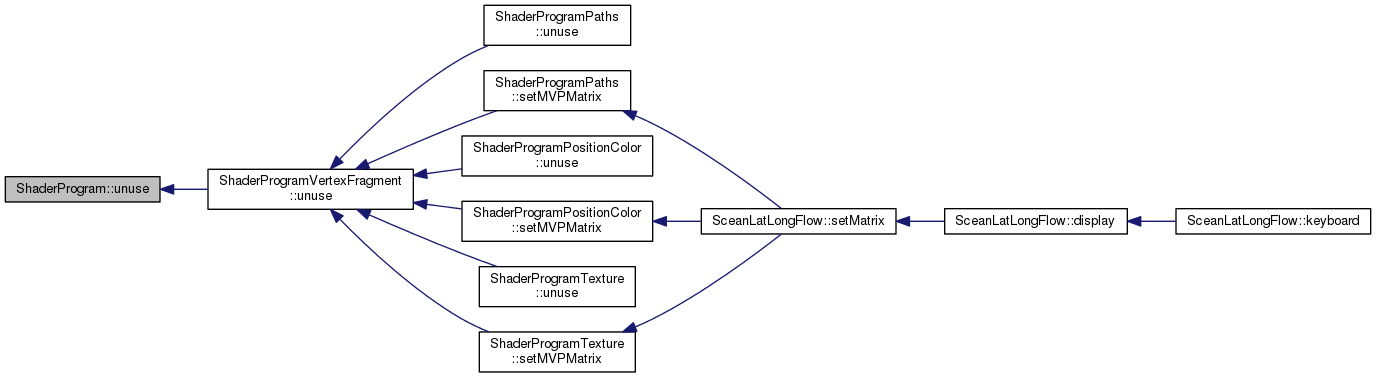 ShaderProgram::unuse
ShaderProgramVertexFragment
::unuse
ShaderProgramPaths
::unuse
ShaderProgramPaths
::setMVPMatrix
ShaderProgramPositionColor
::unuse
ShaderProgramPositionColor
::setMVPMatrix
ShaderProgramTexture
::unuse
ShaderProgramTexture
::setMVPMatrix
SceanLatLongFlow::setMatrix
SceanLatLongFlow::display
SceanLatLongFlow::keyboard